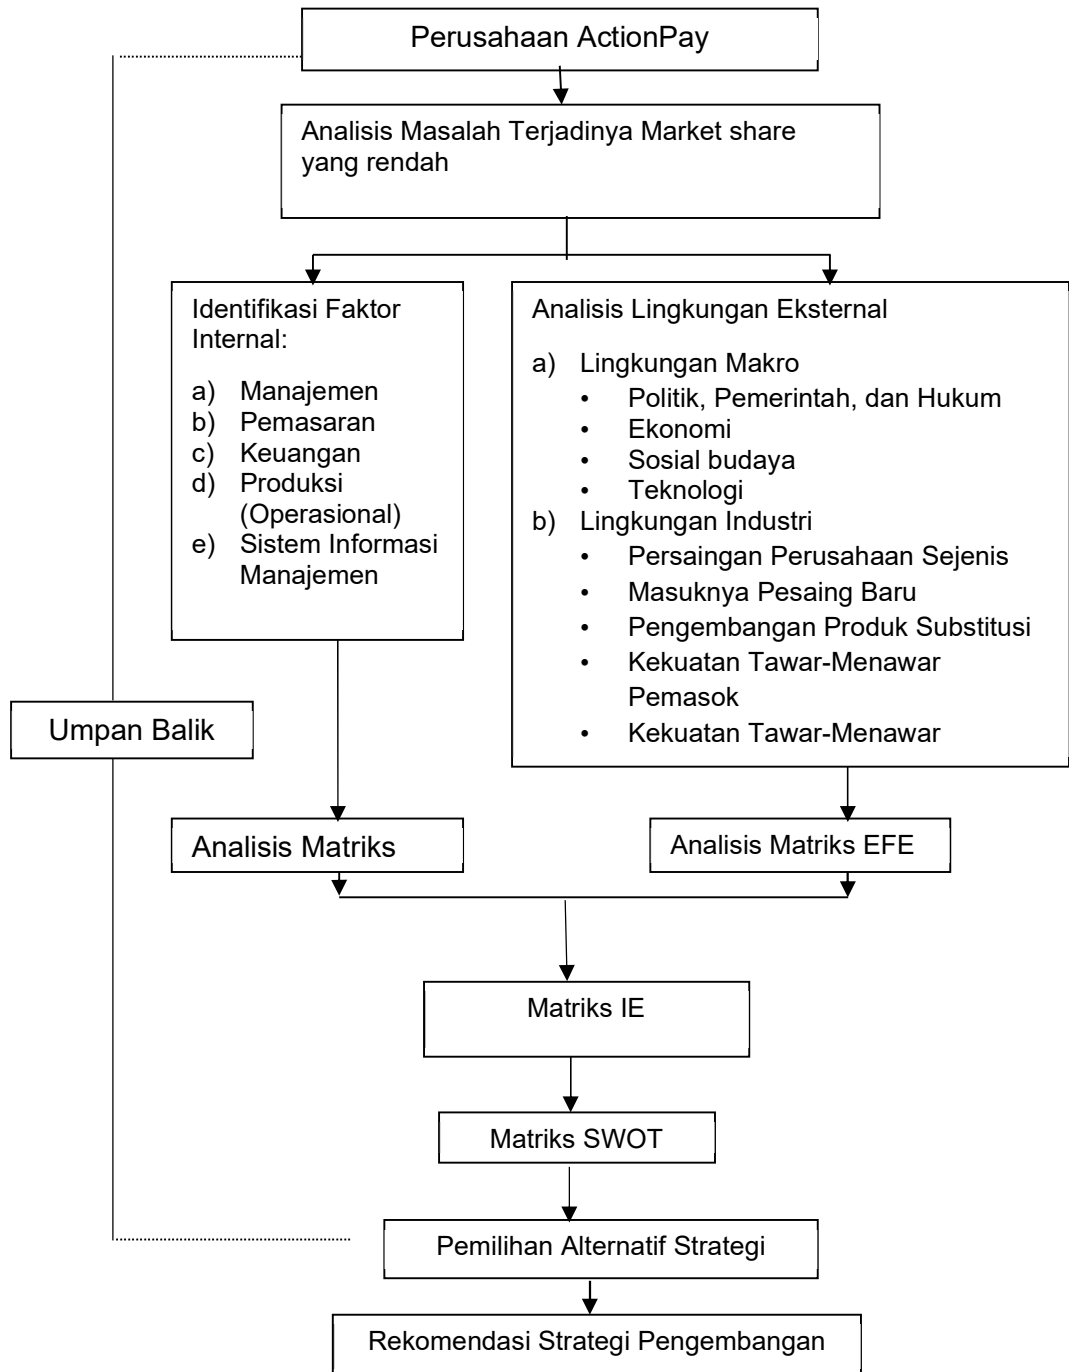 Perusahaan ActionPay
Analisis Masalah Terjadinya Market share
yang rendah
Identifikasi Faktor
Internal:
a) Manajemen
b) Pemasaran
c) Keuangan
d) Produksi
(Operasional)
e) Sistem Informasi
Manajemen
Analisis Lingkungan Eksternal
a) Lingkungan Makro
• Politik, Pemerintah, dan Hukum
• Ekonomi
• Sosial budaya
• Teknologi
b) Lingkungan Industri
• Persaingan Perusahaan Sejenis
• Masuknya Pesaing Baru
• Pengembangan Produk Substitusi
• Kekuatan Tawar-Menawar
Pemasok
• Kekuatan Tawar-Menawar
Umpan Balik
Analisis Matriks
Analisis Matriks EFE
Matriks IE
Matriks SWOT
Pemilihan Alternatif Strategi
Rekomendasi Strategi Pengembangan